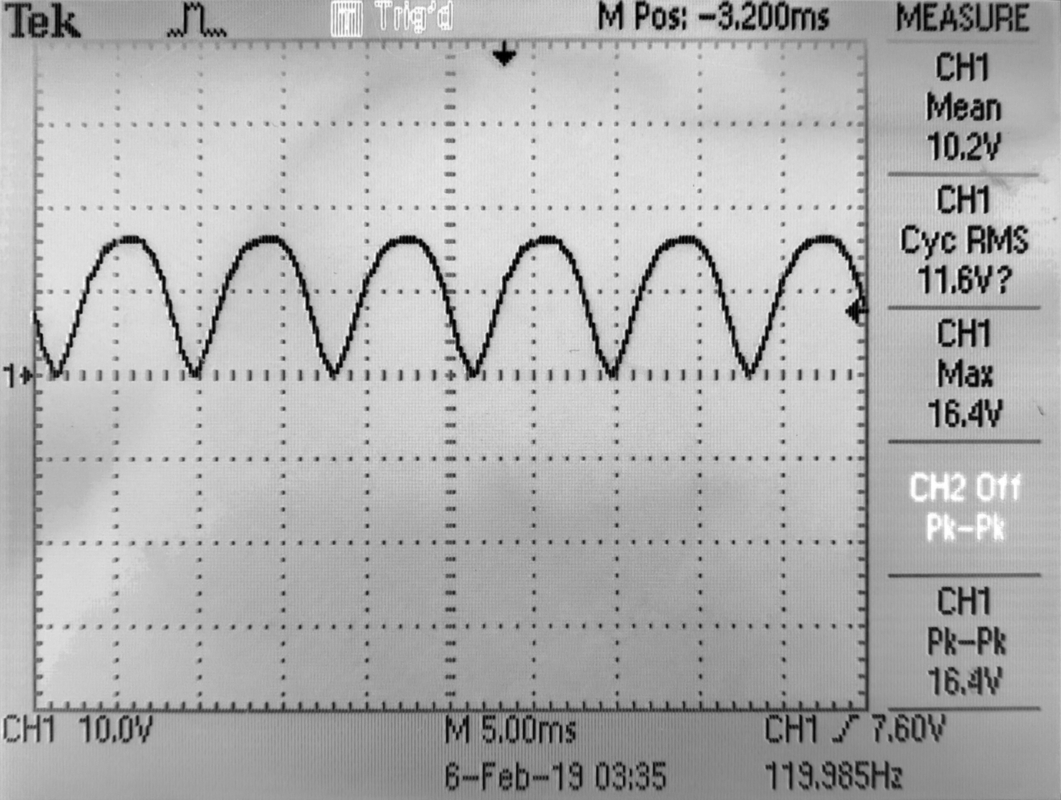 Tek Trig'd M Pos: -3.200ms MEASURE
CH1
Mean
10.2V
CH1
Cyc RMS
11.6V?
CH1
Max
16.4V
CH2 Off
Pk-Pk
CH1
Pk-Pk
16.4V
1
CH1 10.0V M 5.00ms CH1 7.60V
6-Feb-19 03:35 119.985Hz